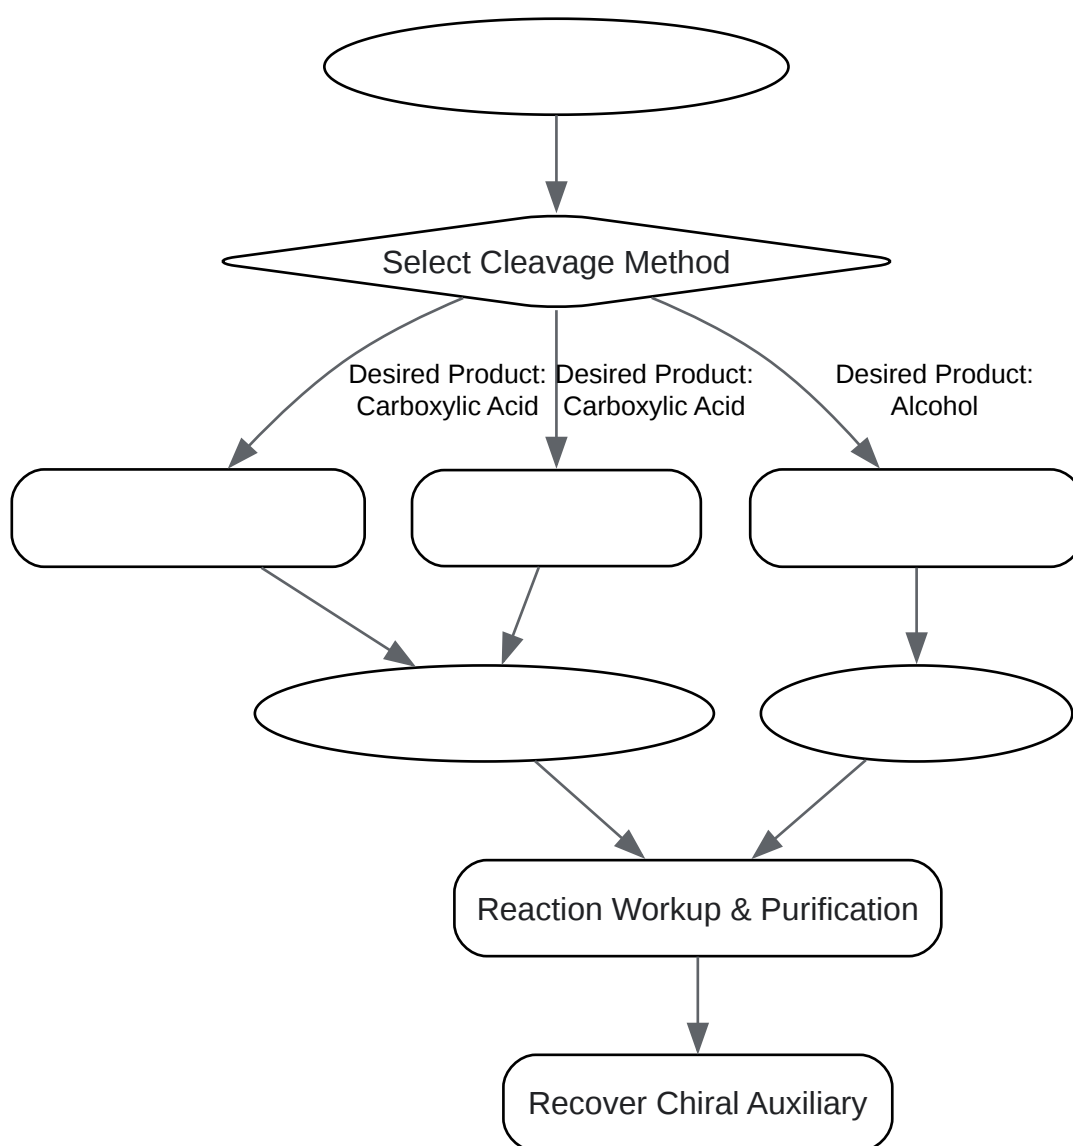 Select Cleavage Method
Desired Product:
Carboxylic Acid
Desired Product:
Carboxylic Acid
Desired Product:
Alcohol
Reaction Workup & Purification
Recover Chiral Auxiliary